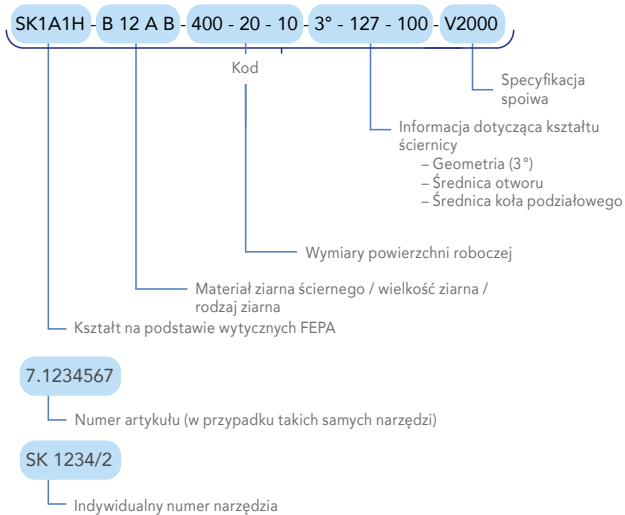 SK1A1H - B 12 A B - 400 - 20 - 10 - 3° - 127 - 100 - V2000
Kod
Specyfikacja
spoiwa
Informacja dotycząca kształtu
ściernicy
– Geometria (3°)
– Średnica otworu
– Średnica koła podziałowego
Wymiary powierzchni roboczej
Materiał ziarna ściernego / wielkość ziarna /
rodzaj ziarna
Kształt na podstawie wytycznych FEPA
7.1234567
Numer artykułu (w przypadku takich samych narzędzi)
SK 1234/2
Indywidualny numer narzędzia